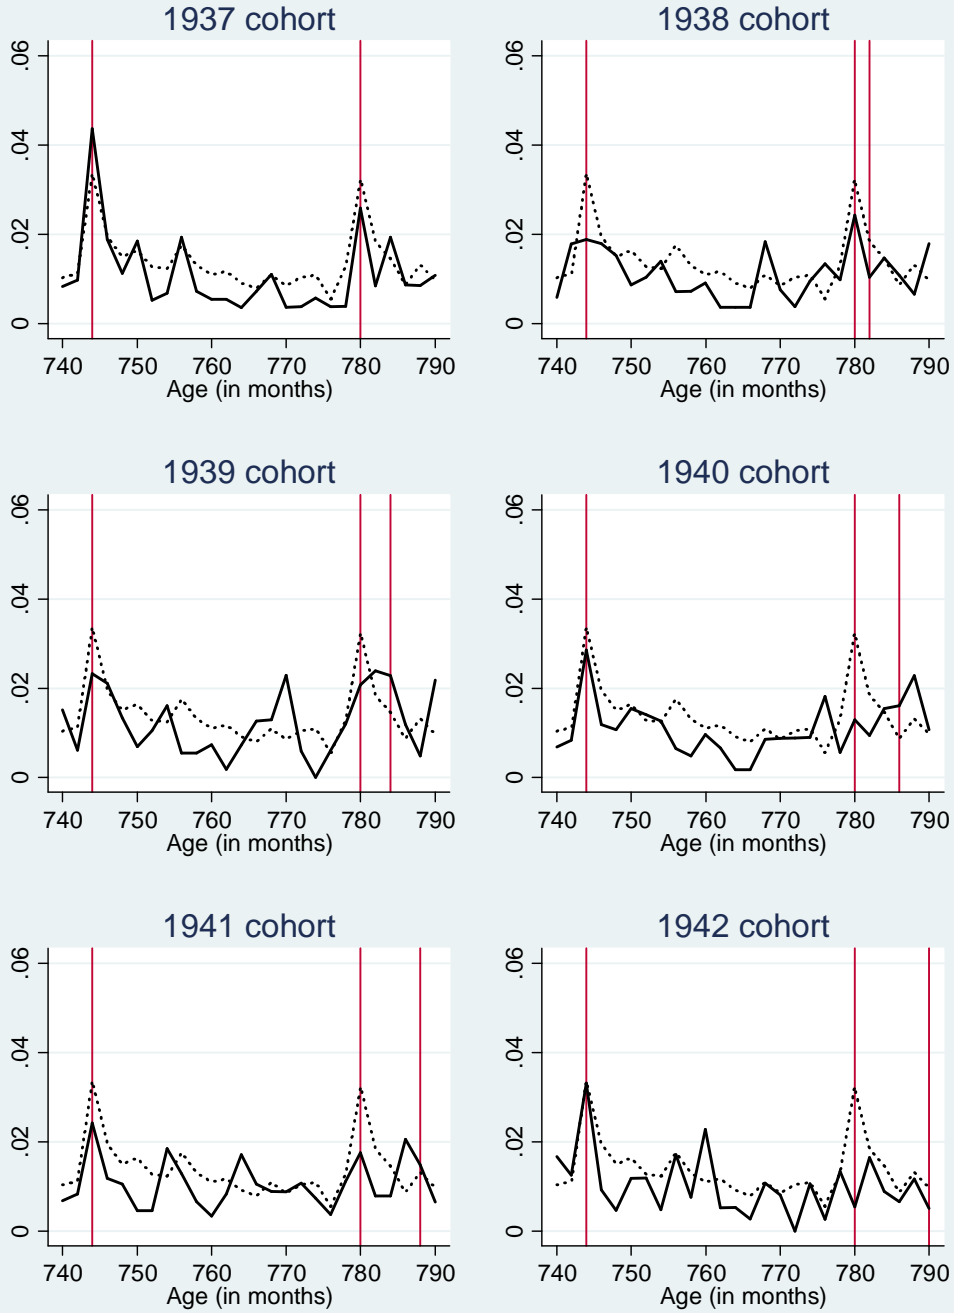 1937 cohort
.06
.04
.02
0
740 750 760 770 780 790
Age (in months)
1938 cohort
.06
.04
.02
0
740 750 760 770 780 790
Age (in months)
1939 cohort
.06
.04
.02
0
740 750 760 770 780 790
Age (in months)
1940 cohort
.06
.04
.02
0
740 750 760 770 780 790
Age (in months)
1941 cohort
.06
.04
.02
0
740 750 760 770 780 790
Age (in months)
1942 cohort
.06
.04
.02
0
740 750 760 770 780 790
Age (in months)